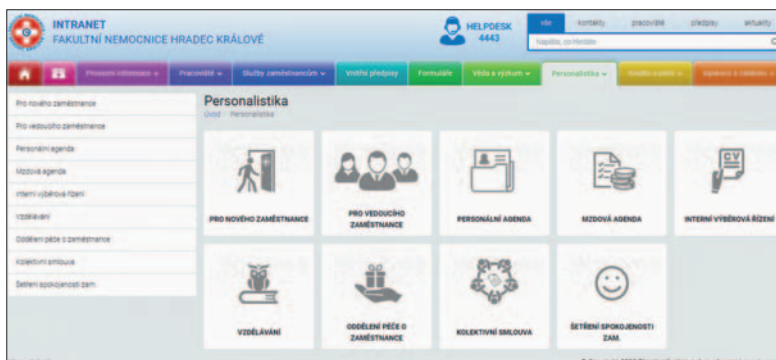 INTRANET
FAKULTNÍ NEMOCNICE HRADEC KRÁLOVÉ
HELPDESK
4443
vše kontakty pracoviště předpisy aktuality
Napište, co hledáte
Provozní informace Pracoviště Služby zaměstnancům Vnitřní předpisy Formuláře Věda a výzkum Personalistika
Pro nového zaměstnance
Pro vedoucího zaměstnance
Personální agenda
Mzdová agenda
Interní výběrová řízení
Vzdělávání
Oddělení péče o zaměstnance
Kolektivní smlouva
Šetření spokojenosti zam.
Personalistika
Úvod Personalistika
PRO NOVÉHO ZAMĚSTNANCE
PRO VEDOUCÍHO
ZAMĚSTNANCE
PERSONÁLNÍ AGENDA
MZDOVÁ AGENDA
CV
INTERNÍ VÝBĚROVÁ ŘÍZENÍ
VZDĚLÁVÁNÍ
ODDĚLENÍ PÉČE O
ZAMĚSTNANCE
KOLEKTIVNÍ SMLOUVA
ŠETŘENÍ SPOKOJENOSTI
ZAM.